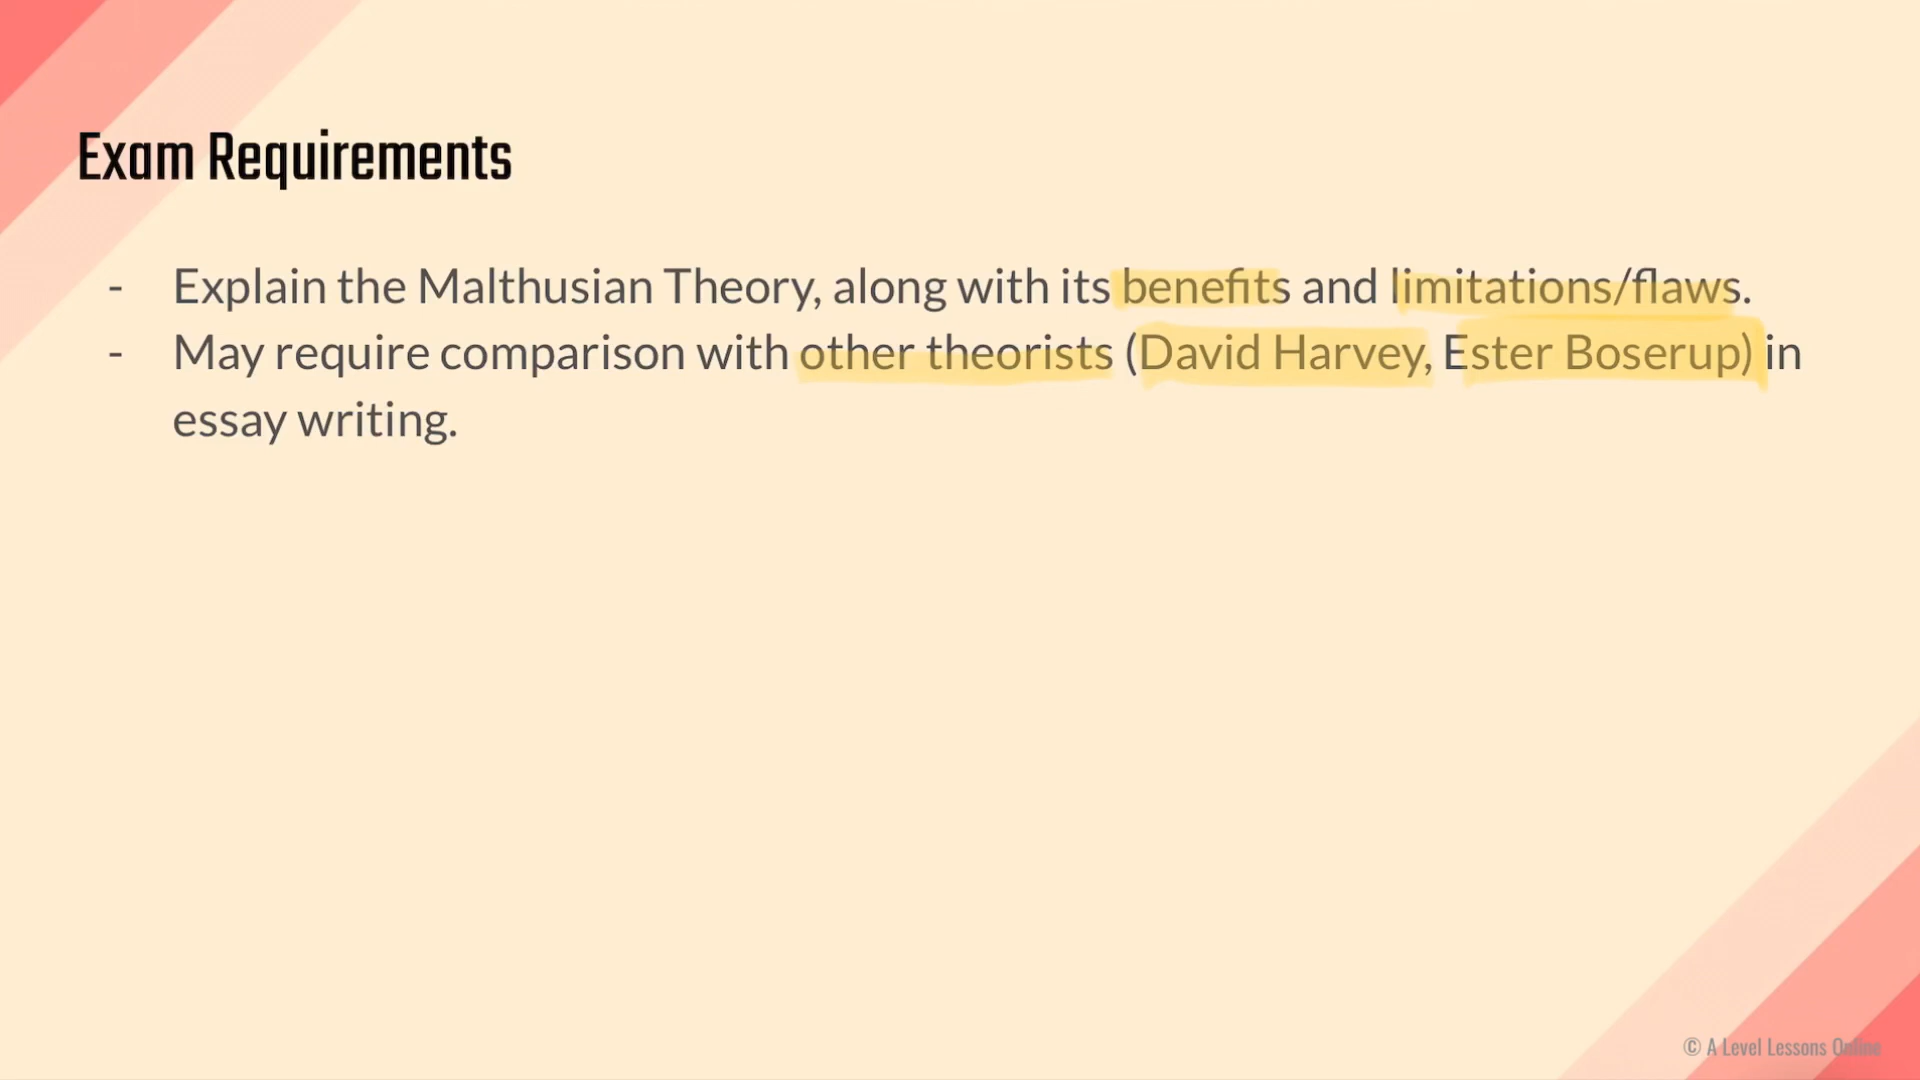 Exam Requirements
- Explain the Malthusian Theory, along with its benefits and limitations/flaws.
- May require comparison with other theorists (David Harvey, Ester Boserup) in
essay writing.
© A Level Lessons Online